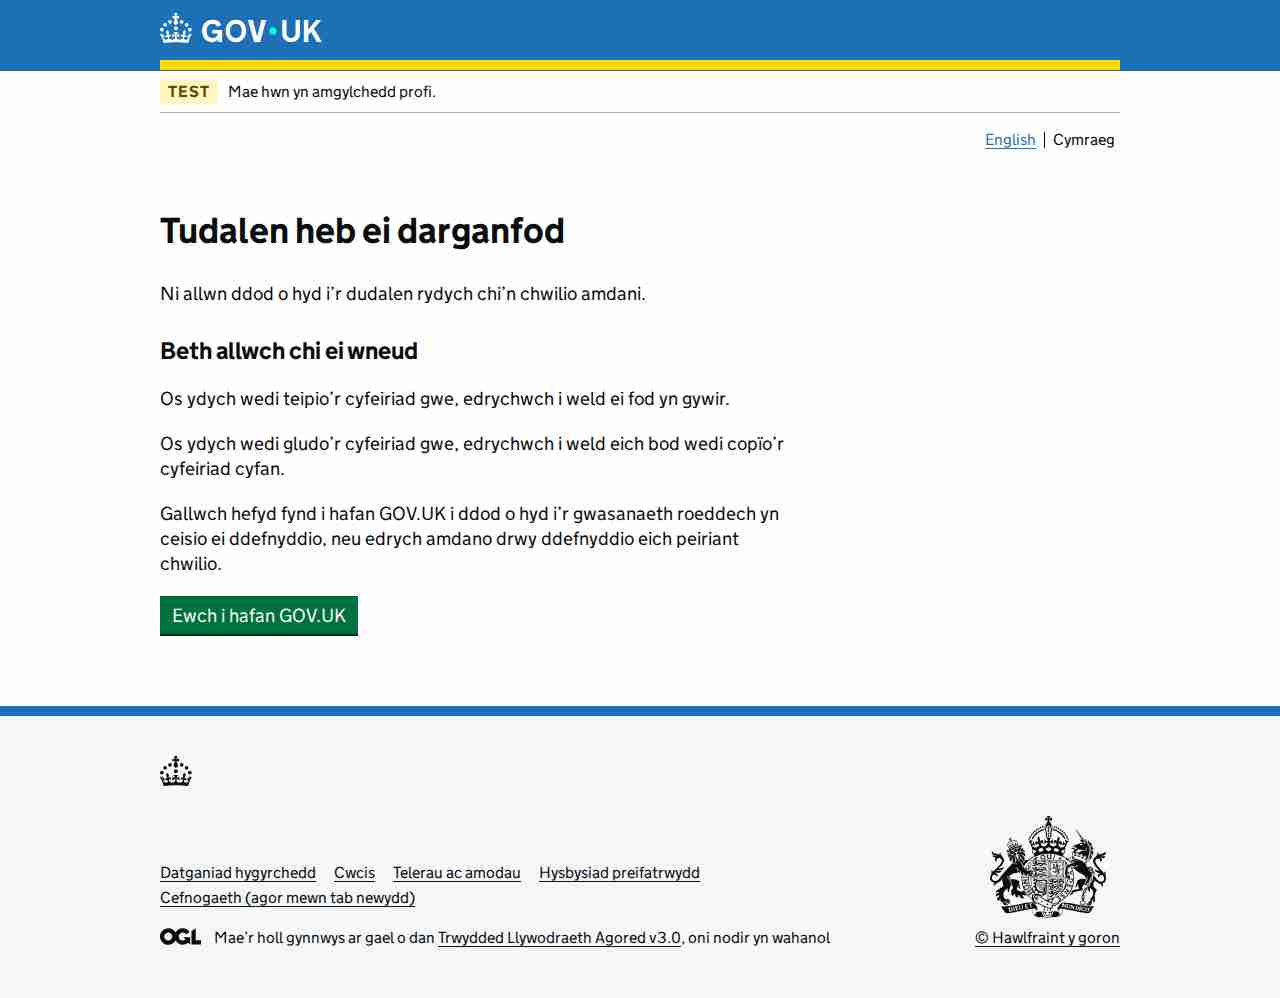 GOV·UK
TEST Mae hwn yn amgylchedd profi.
English | Cymraeg
Tudalen heb ei darganfod
Ni allwn ddod o hyd i’r dudalen rydych chi’n chwilio amdani.
Beth allwch chi ei wneud
Os ydych wedi teipio’r cyfeiriad gwe, edrychwch i weld ei fod yn gywir.
Os ydych wedi gludo’r cyfeiriad gwe, edrychwch i weld eich bod wedi copïo’r
cyfeiriad cyfan.
Gallwch hefyd fynd i hafan GOV.UK i ddod o hyd i’r gwasanaeth roeddech yn
ceisio ei ddefnyddio, neu edrych amdano drwy ddefnyddio eich peiriant
chwilio.
Ewch i hafan GOV.UK
Datganiad hygyrchedd Cwcis Telerau ac amodau Hysbysiad preifatrwydd
Cefnogaeth (agor mewn tab newydd)
OGL Mae’r holl gynnwys ar gael o dan Trwydded Llywodraeth Agored v3.0, oni nodir yn wahanol
© Hawlfraint y goron